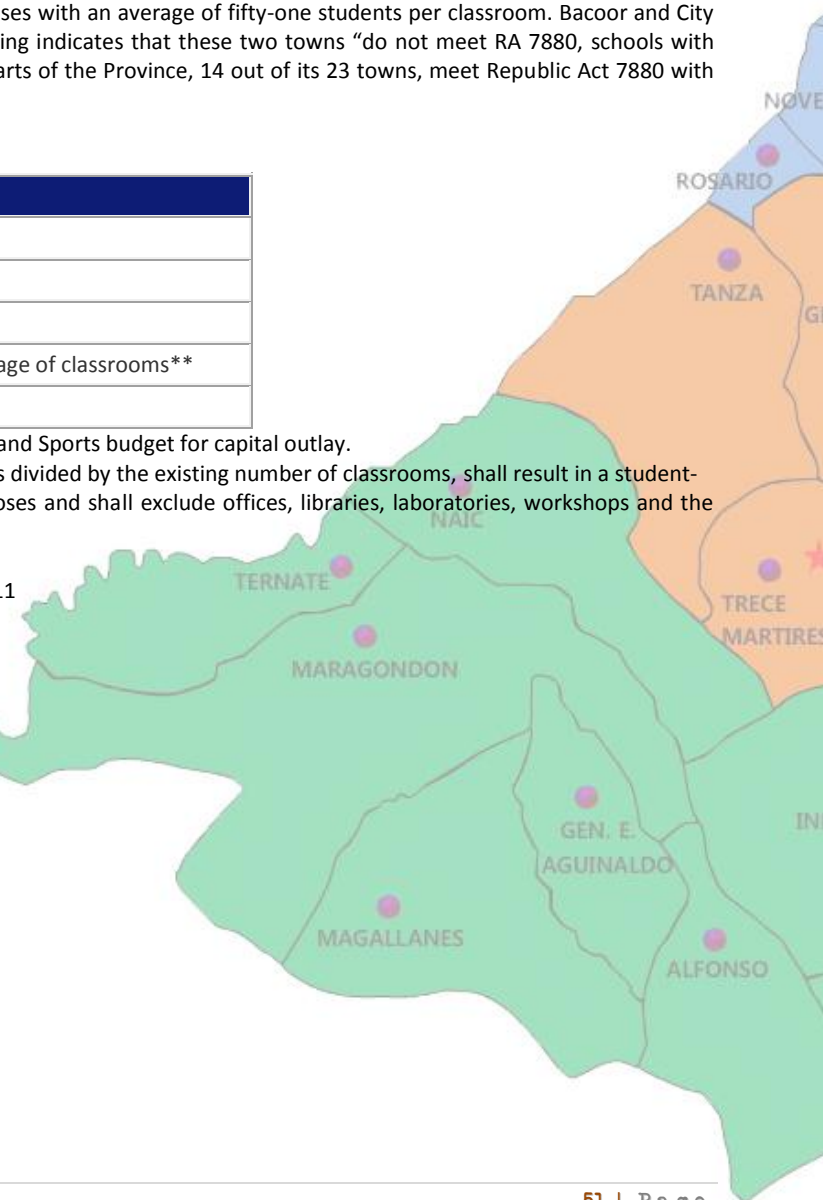 ses with an average of fifty-one students per classroom. Bacoor and City
ing indicates that these two towns “do not meet RA 7880, schools with
arts of the Province, 14 out of its 23 towns, meet Republic Act 7880 with
age of classrooms**
and Sports budget for capital outlay.
s divided by the existing number of classrooms, shall result in a student-
oses and shall exclude offices, libraries, laboratories, workshops and the
11
NOVE
ROSARIO
TANZA
GE
NAIC
TERNATE
TRECE
MARTIRES
MARAGONDON
GEN. E.
AGUINALDO
IN
MAGALLANES
ALFONSO
51 | P a g e